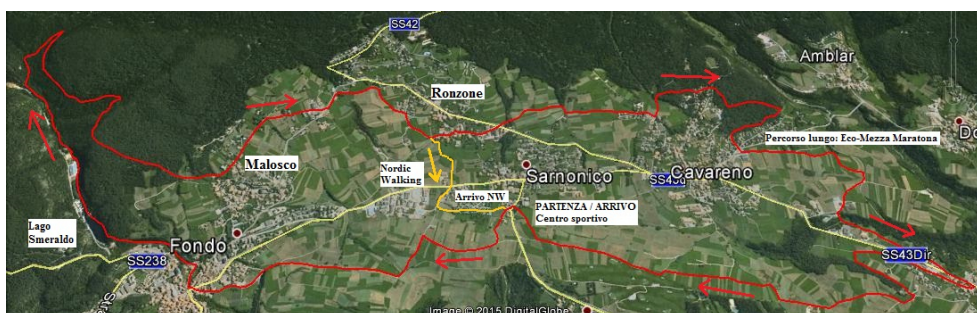 SS42
Amblar
Ronzone
Do
Percorso lungo: Eco-Mezza Maratona
Malosco
Nordic
Walking
Sarnonico
Cavareno
Arrivo NW
PARTENZA / ARRIVO
Centro sportivo
Lago
Smeraldo
Fondo
SS238
SS43Dir
Image © 2015 DigitalGlobe